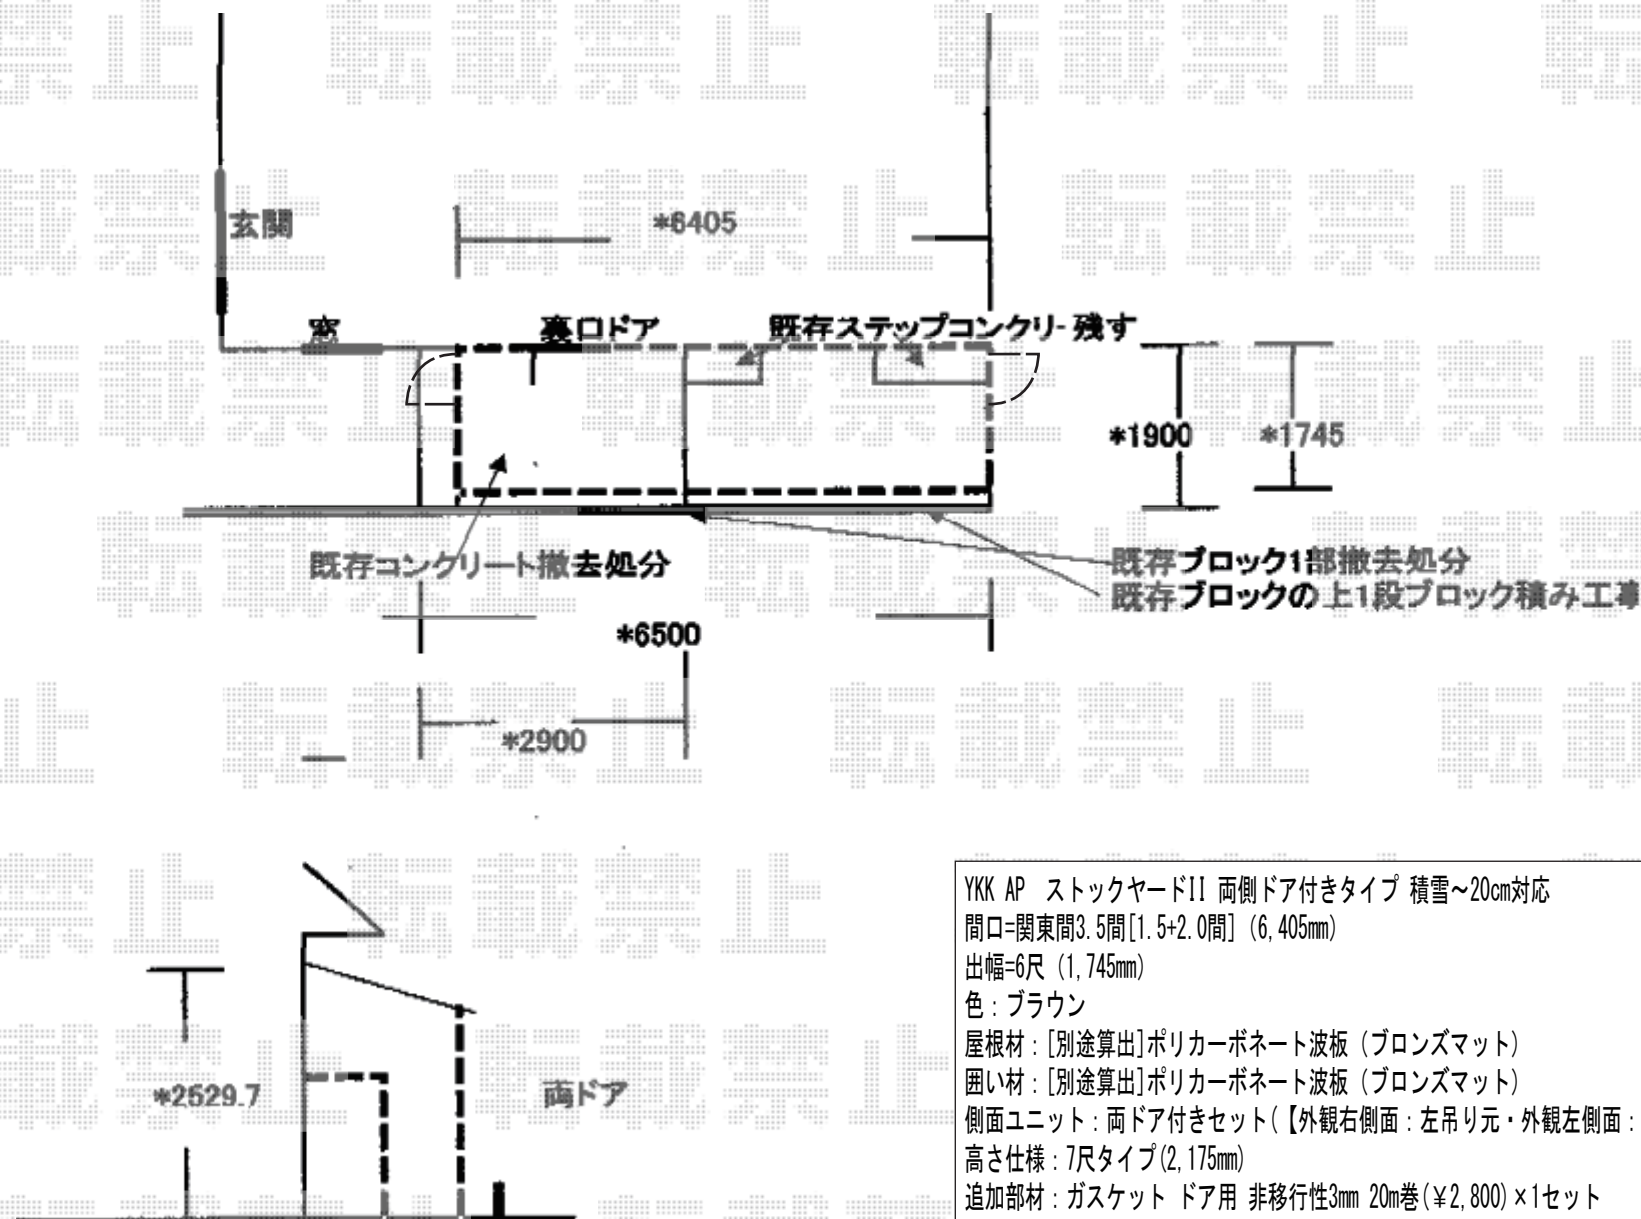 転載禁止
玄関
*6405
窓
裏口ドア
既存ステップコンクリ- 残す
*1900
*1745
既存コンクリート撤去処分
既存ブロック1部撤去処分
既存ブロックの上1段ブロック積み工事
*6500
*2900
*2529.7
両ドア
YKK AP ストックヤードII 両側ドア付きタイプ 積雪～20cm対応
間口=関東間3.5間[1.5+2.0間] (6,405mm)
出幅=6尺 (1,745mm)
色：ブラウン
屋根材：[別途算出]ポリカーボネート波板 (ブロンズマット)
囲い材：[別途算出]ポリカーボネート波板 (ブロンズマット)
側面ユニット：両ドア付きセット(【外観右側面：左吊り元・外観左側面：
高さ仕様：7尺タイプ(2,175mm)
追加部材：ガスケット ドア用 非移行性3mm 20m巻(￥2,800)×1セット